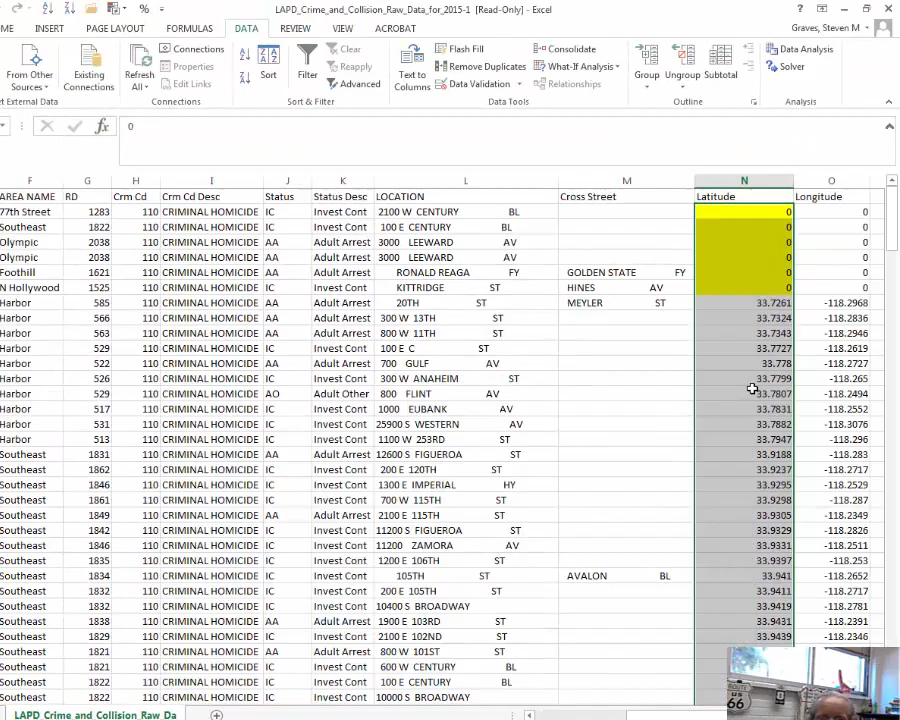 LAPD_Crime_and_Collision_Raw_Data_for_2015-1 [Read-Only] - Excel
OME INSERT PAGE LAYOUT FORMULAS DATA REVIEW VIEW ACROBAT Graves, Steven M
From Other Sources Existing Connections Refresh All Connections Properties Edit Links Sort Filter Clear Reapply Advanced Text to Columns Flash Fill Remove Duplicates Data Validation Consolidate What-If Analysis Relationships Group Ungroup Subtotal Data Analysis Solver
t External Data Connections Sort & Filter Data Tools Outline Analysis
fx 0
F G H I J K L M N O
AREA NAME RD Crm Cd Crm Cd Desc Status Status Desc LOCATION Cross Street Latitude Longitude
77th Street 1283 110 CRIMINAL HOMICIDE IC Invest Cont 2100 W CENTURY BL 0 0
Southeast 1822 110 CRIMINAL HOMICIDE IC Invest Cont 100 E CENTURY BL 0 0
Olympic 2038 110 CRIMINAL HOMICIDE AA Adult Arrest 3000 LEEWARD AV 0 0
Olympic 2038 110 CRIMINAL HOMICIDE AA Adult Arrest 3000 LEEWARD AV 0 0
Foothill 1621 110 CRIMINAL HOMICIDE AA Adult Arrest RONALD REAGA FY GOLDEN STATE FY 0 0
N Hollywood 1525 110 CRIMINAL HOMICIDE IC Invest Cont KITTRIDGE ST HINES AV 0 0
Harbor 585 110 CRIMINAL HOMICIDE AA Adult Arrest 20TH ST MEYLER ST 33.7261 -118.2968
Harbor 566 110 CRIMINAL HOMICIDE IC Invest Cont 300 W 13TH ST 33.7324 -118.2836
Harbor 563 110 CRIMINAL HOMICIDE AA Adult Arrest 800 W 11TH ST 33.7343 -118.2946
Harbor 529 110 CRIMINAL HOMICIDE IC Invest Cont 100 E C ST 33.7727 -118.2619
Harbor 522 110 CRIMINAL HOMICIDE AA Adult Arrest 700 GULF AV 33.778 -118.2727
Harbor 526 110 CRIMINAL HOMICIDE IC Invest Cont 300 W ANAHEIM ST 33.7799 -118.265
Harbor 529 110 CRIMINAL HOMICIDE AO Adult Other 800 FLINT AV 33.7807 -118.2494
Harbor 517 110 CRIMINAL HOMICIDE IC Invest Cont 1000 EUBANK AV 33.7831 -118.2552
Harbor 531 110 CRIMINAL HOMICIDE IC Invest Cont 25900 S WESTERN AV 33.7882 -118.3076
Harbor 513 110 CRIMINAL HOMICIDE IC Invest Cont 1100 W 253RD ST 33.7947 -118.296
Southeast 1831 110 CRIMINAL HOMICIDE AA Adult Arrest 12600 S FIGUEROA ST 33.9188 -118.283
Southeast 1862 110 CRIMINAL HOMICIDE IC Invest Cont 200 E 120TH ST 33.9237 -118.2717
Southeast 1846 110 CRIMINAL HOMICIDE IC Invest Cont 1300 E IMPERIAL HY 33.9295 -118.2529
Southeast 1861 110 CRIMINAL HOMICIDE IC Invest Cont 700 W 115TH ST 33.9298 -118.287
Southeast 1849 110 CRIMINAL HOMICIDE AA Adult Arrest 2100 E 115TH ST 33.9305 -118.2349
Southeast 1842 110 CRIMINAL HOMICIDE IC Invest Cont 11200 S FIGUEROA ST 33.9329 -118.2826
Southeast 1846 110 CRIMINAL HOMICIDE IC Invest Cont 11200 ZAMORA AV 33.9331 -118.2511
Southeast 1835 110 CRIMINAL HOMICIDE IC Invest Cont 1200 E 106TH ST 33.9397 -118.253
Southeast 1834 110 CRIMINAL HOMICIDE IC Invest Cont 105TH ST AVALON BL 33.941 -118.2652
Southeast 1832 110 CRIMINAL HOMICIDE IC Invest Cont 200 E 105TH ST 33.9411 -118.2717
Southeast 1832 110 CRIMINAL HOMICIDE IC Invest Cont 10400 S BROADWAY 33.9419 -118.2781
Southeast 1838 110 CRIMINAL HOMICIDE AA Adult Arrest 1900 E 103RD ST 33.9431 -118.2391
Southeast 1829 110 CRIMINAL HOMICIDE IC Invest Cont 2100 E 102ND ST 33.9439 -118.2346
Southeast 1821 110 CRIMINAL HOMICIDE AA Adult Arrest 800 W 101ST ST
Southeast 1821 110 CRIMINAL HOMICIDE IC Invest Cont 600 W CENTURY BL
Southeast 1822 110 CRIMINAL HOMICIDE IC Invest Cont 100 E CENTURY BL
Southeast 1822 110 CRIMINAL HOMICIDE IC Invest Cont 10000 S BROADWAY
ROUTE
66
LAPD_Crime_and_Collision_Raw_Da